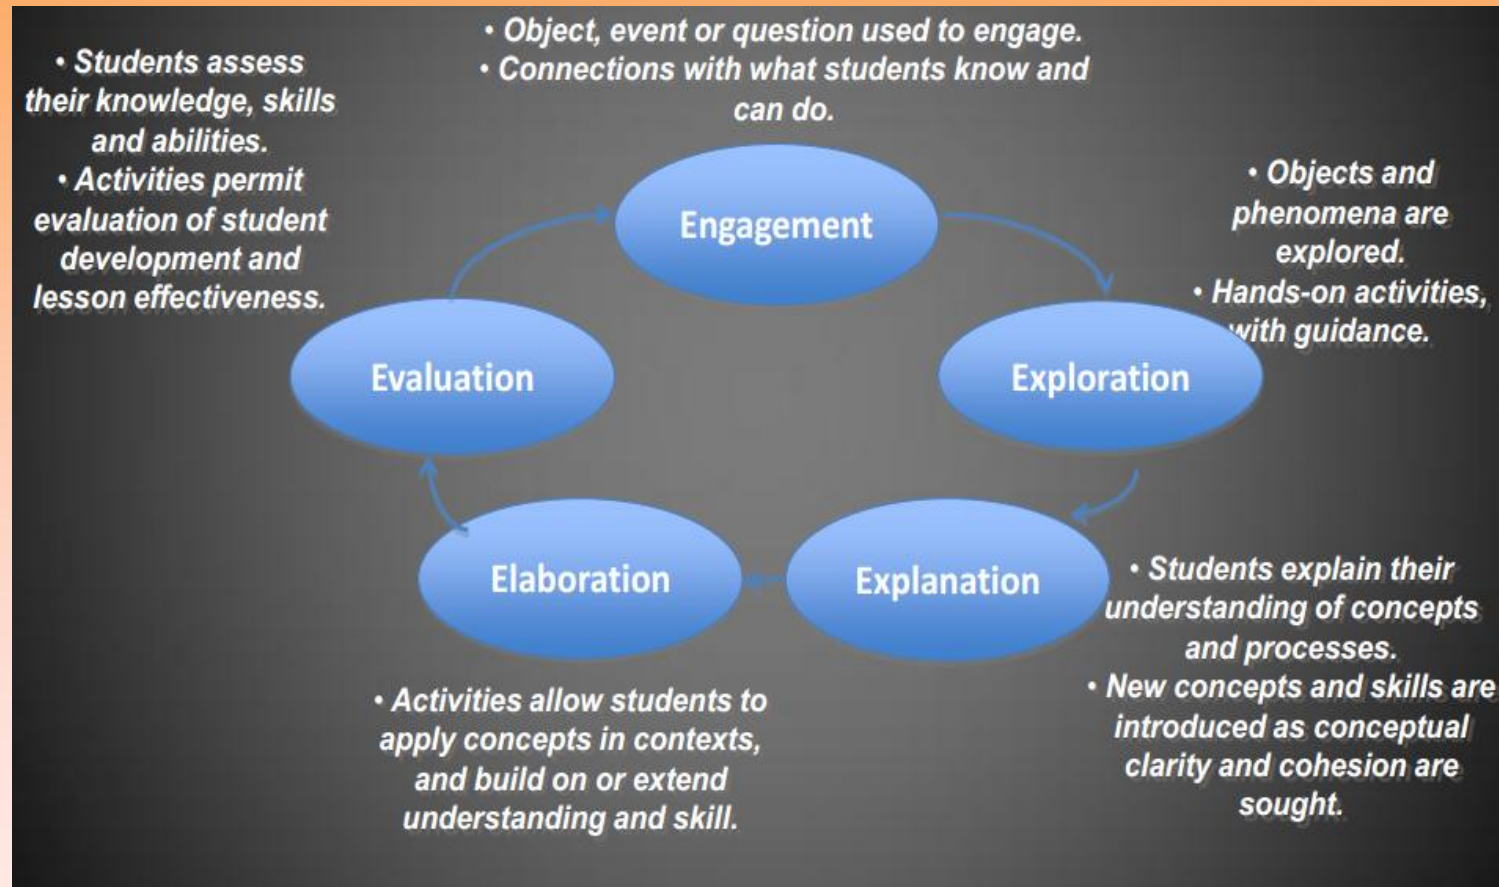 • Object, event or question used to engage.
• Connections with what students know and
can do.
Engagement
• Objects and
phenomena are
explored.
• Hands-on activities,
with guidance.
Exploration
• Students explain their
understanding of concepts
and processes.
• New concepts and skills are
introduced as conceptual
clarity and cohesion are
sought.
Explanation
Elaboration
• Activities allow students to
apply concepts in contexts,
and build on or extend
understanding and skill.
Evaluation
• Students assess
their knowledge, skills
and abilities.
• Activities permit
evaluation of student
development and
lesson effectiveness.